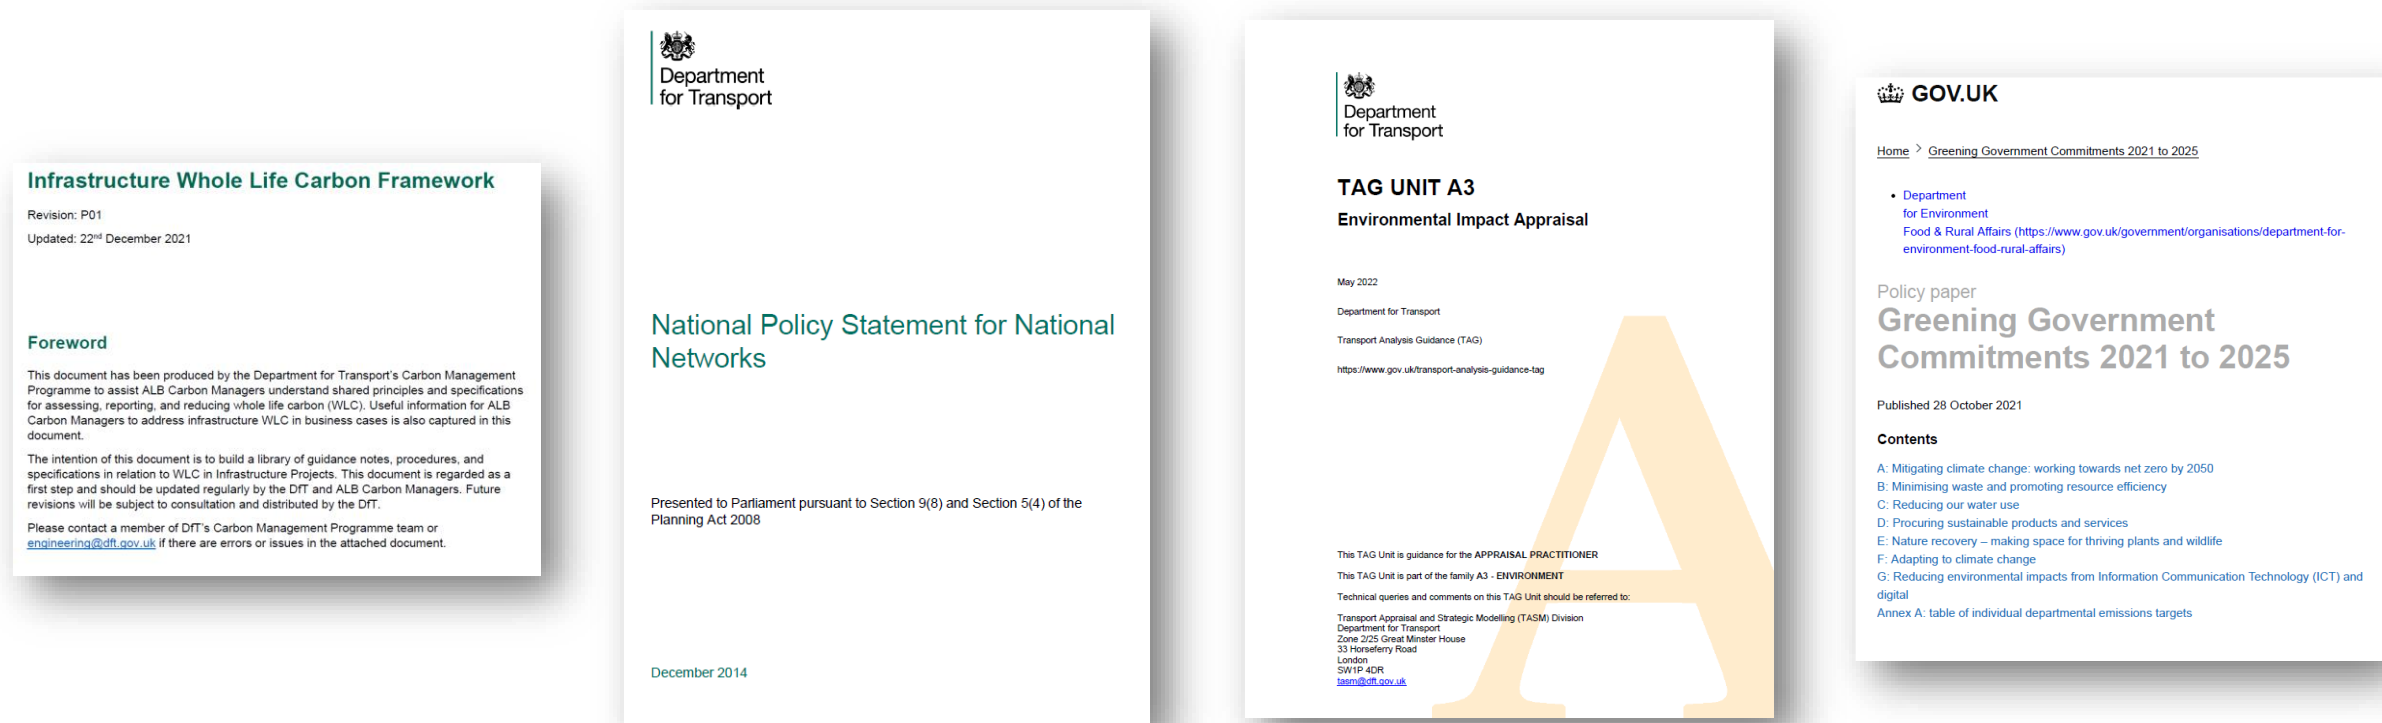 Infrastructure Whole Life Carbon Framework
Revision: P01
Updated: 22nd December 2021
Foreword
This document has been produced by the Department for Transport's Carbon Management
Programme to assist ALB Carbon Managers understand shared principles and specifications
for assessing, reporting, and reducing whole life carbon (WLC). Useful information for ALB
Carbon Managers to address infrastructure WLC in business cases is also captured in this
document.
The intention of this document is to build a library of guidance notes, procedures, and
specifications in relation to WLC in Infrastructure Projects. This document is regarded as a
first step and should be updated regularly by the DfT and ALB Carbon Managers. Future
revisions will be subject to consultation and distributed by the DfT.
Please contact a member of DfT's Carbon Management Programme team or
engineering@dft.gov.uk if there are errors or issues in the attached document.
Department
for Transport
National Policy Statement for National
Networks
Presented to Parliament pursuant to Section 9(8) and Section 5(4) of the
Planning Act 2008
December 2014
Department
for Transport
TAG UNIT A3
Environmental Impact Appraisal
May 2022
Department for Transport
Transport Analysis Guidance (TAG)
https://www.gov.uk/transport-analysis-guidance-tag
This TAG Unit is guidance for the APPRAISAL PRACTITIONER
This TAG Unit is part of the family A3 - ENVIRONMENT
Technical queries and comments on this TAG Unit should be referred to:
Transport Appraisal and Strategic Modelling (TASM) Division
Department for Transport
Zone 2/25 Great Minster House
33 Horseferry Road
London
SW1P 4DR
tasm@dft.gov.uk
A
GOV.UK
Home > Greening Government Commitments 2021 to 2025
• Department
for Environment
Food & Rural Affairs (https://www.gov.uk/government/organisations/department-for-
environment-food-rural-affairs)
Policy paper
Greening Government
Commitments 2021 to 2025
Published 28 October 2021
Contents
A: Mitigating climate change: working towards net zero by 2050
B: Minimising waste and promoting resource efficiency
C: Reducing our water use
D: Procuring sustainable products and services
E: Nature recovery – making space for thriving plants and wildlife
F: Adapting to climate change
G: Reducing environmental impacts from Information Communication Technology (ICT) and
digital
Annex A: table of individual departmental emissions targets